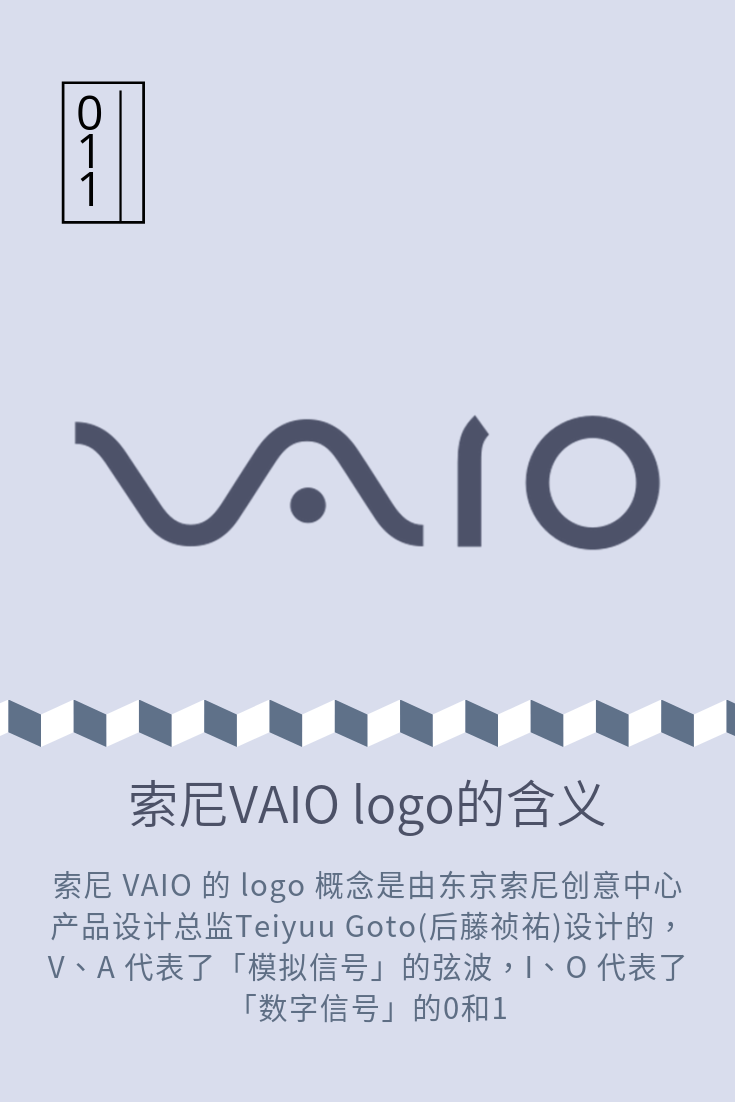 011
VAIO
索尼VAIO logo的含义
索尼 VAIO 的 logo 概念是由东京索尼创意中心
产品设计总监Teiyuu Goto(后藤祯祐)设计的，
V、A 代表了「模拟信号」的弦波，I、O 代表了
「数字信号」的0和1